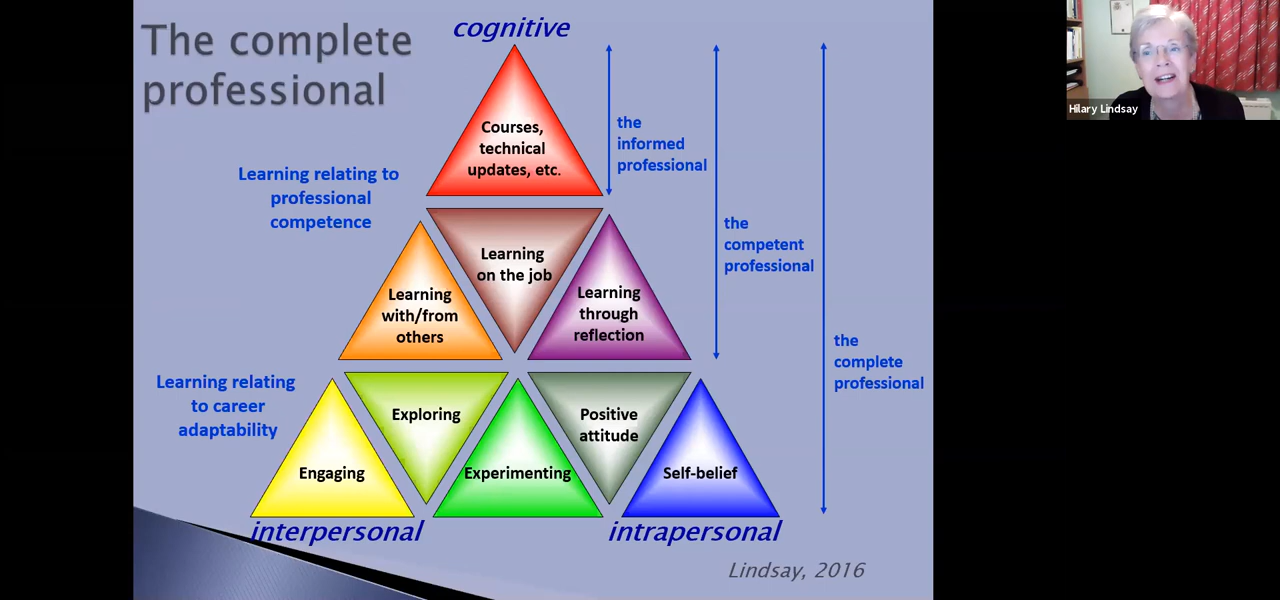 The complete
professional
cognitive
Courses,
technical
updates, etc.
the
informed
professional
Learning relating to
professional
competence
Learning
on the job
the
competent
professional
Learning
with/from
others
Learning
through
reflection
the
complete
professional
Learning relating
to career
adaptability
Exploring
Positive
attitude
Engaging
Experimenting
Self-belief
interpersonal
intrapersonal
Lindsay, 2016
Hilary Lindsay